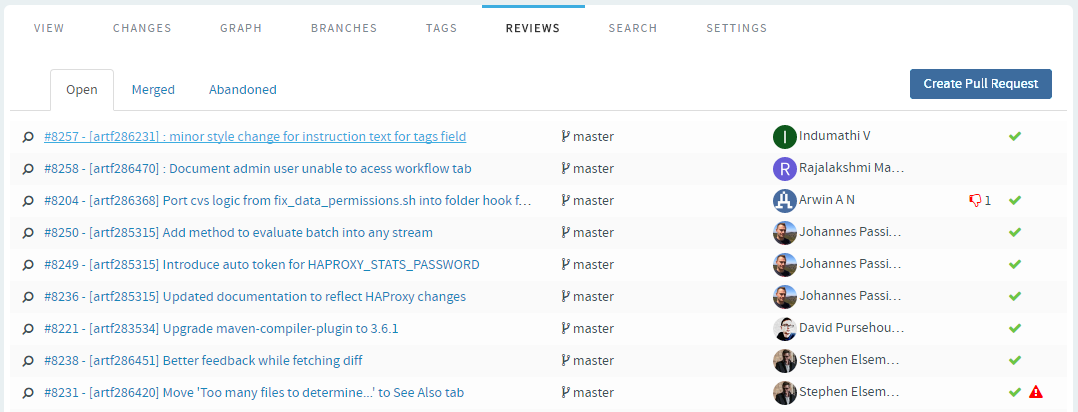 VIEW CHANGES GRAPH BRANCHES TAGS REVIEWS SEARCH SETTINGS
Open Merged Abandoned Create Pull Request
#8257 - [artf286231] : minor style change for instruction text for tags field master I Indumathi V
#8258 - [artf286470] : Document admin user unable to acess workflow tab master R Rajalakshmi Ma...
#8204 - [artf286368] Port cvs logic from fix_data_permissions.sh into folder hook f... master Arwin A N 1
#8250 - [artf285315] Add method to evaluate batch into any stream master Johannes Passi...
#8249 - [artf285315] Introduce auto token for HAPROXY_STATS_PASSWORD master Johannes Passi...
#8236 - [artf285315] Updated documentation to reflect HAProxy changes master Johannes Passi...
#8221 - [artf283534] Upgrade maven-compiler-plugin to 3.6.1 master David Pursehou...
#8238 - [artf286451] Better feedback while fetching diff master Stephen Elsem...
#8231 - [artf286420] Move 'Too many files to determine...' to See Also tab master Stephen Elsem...